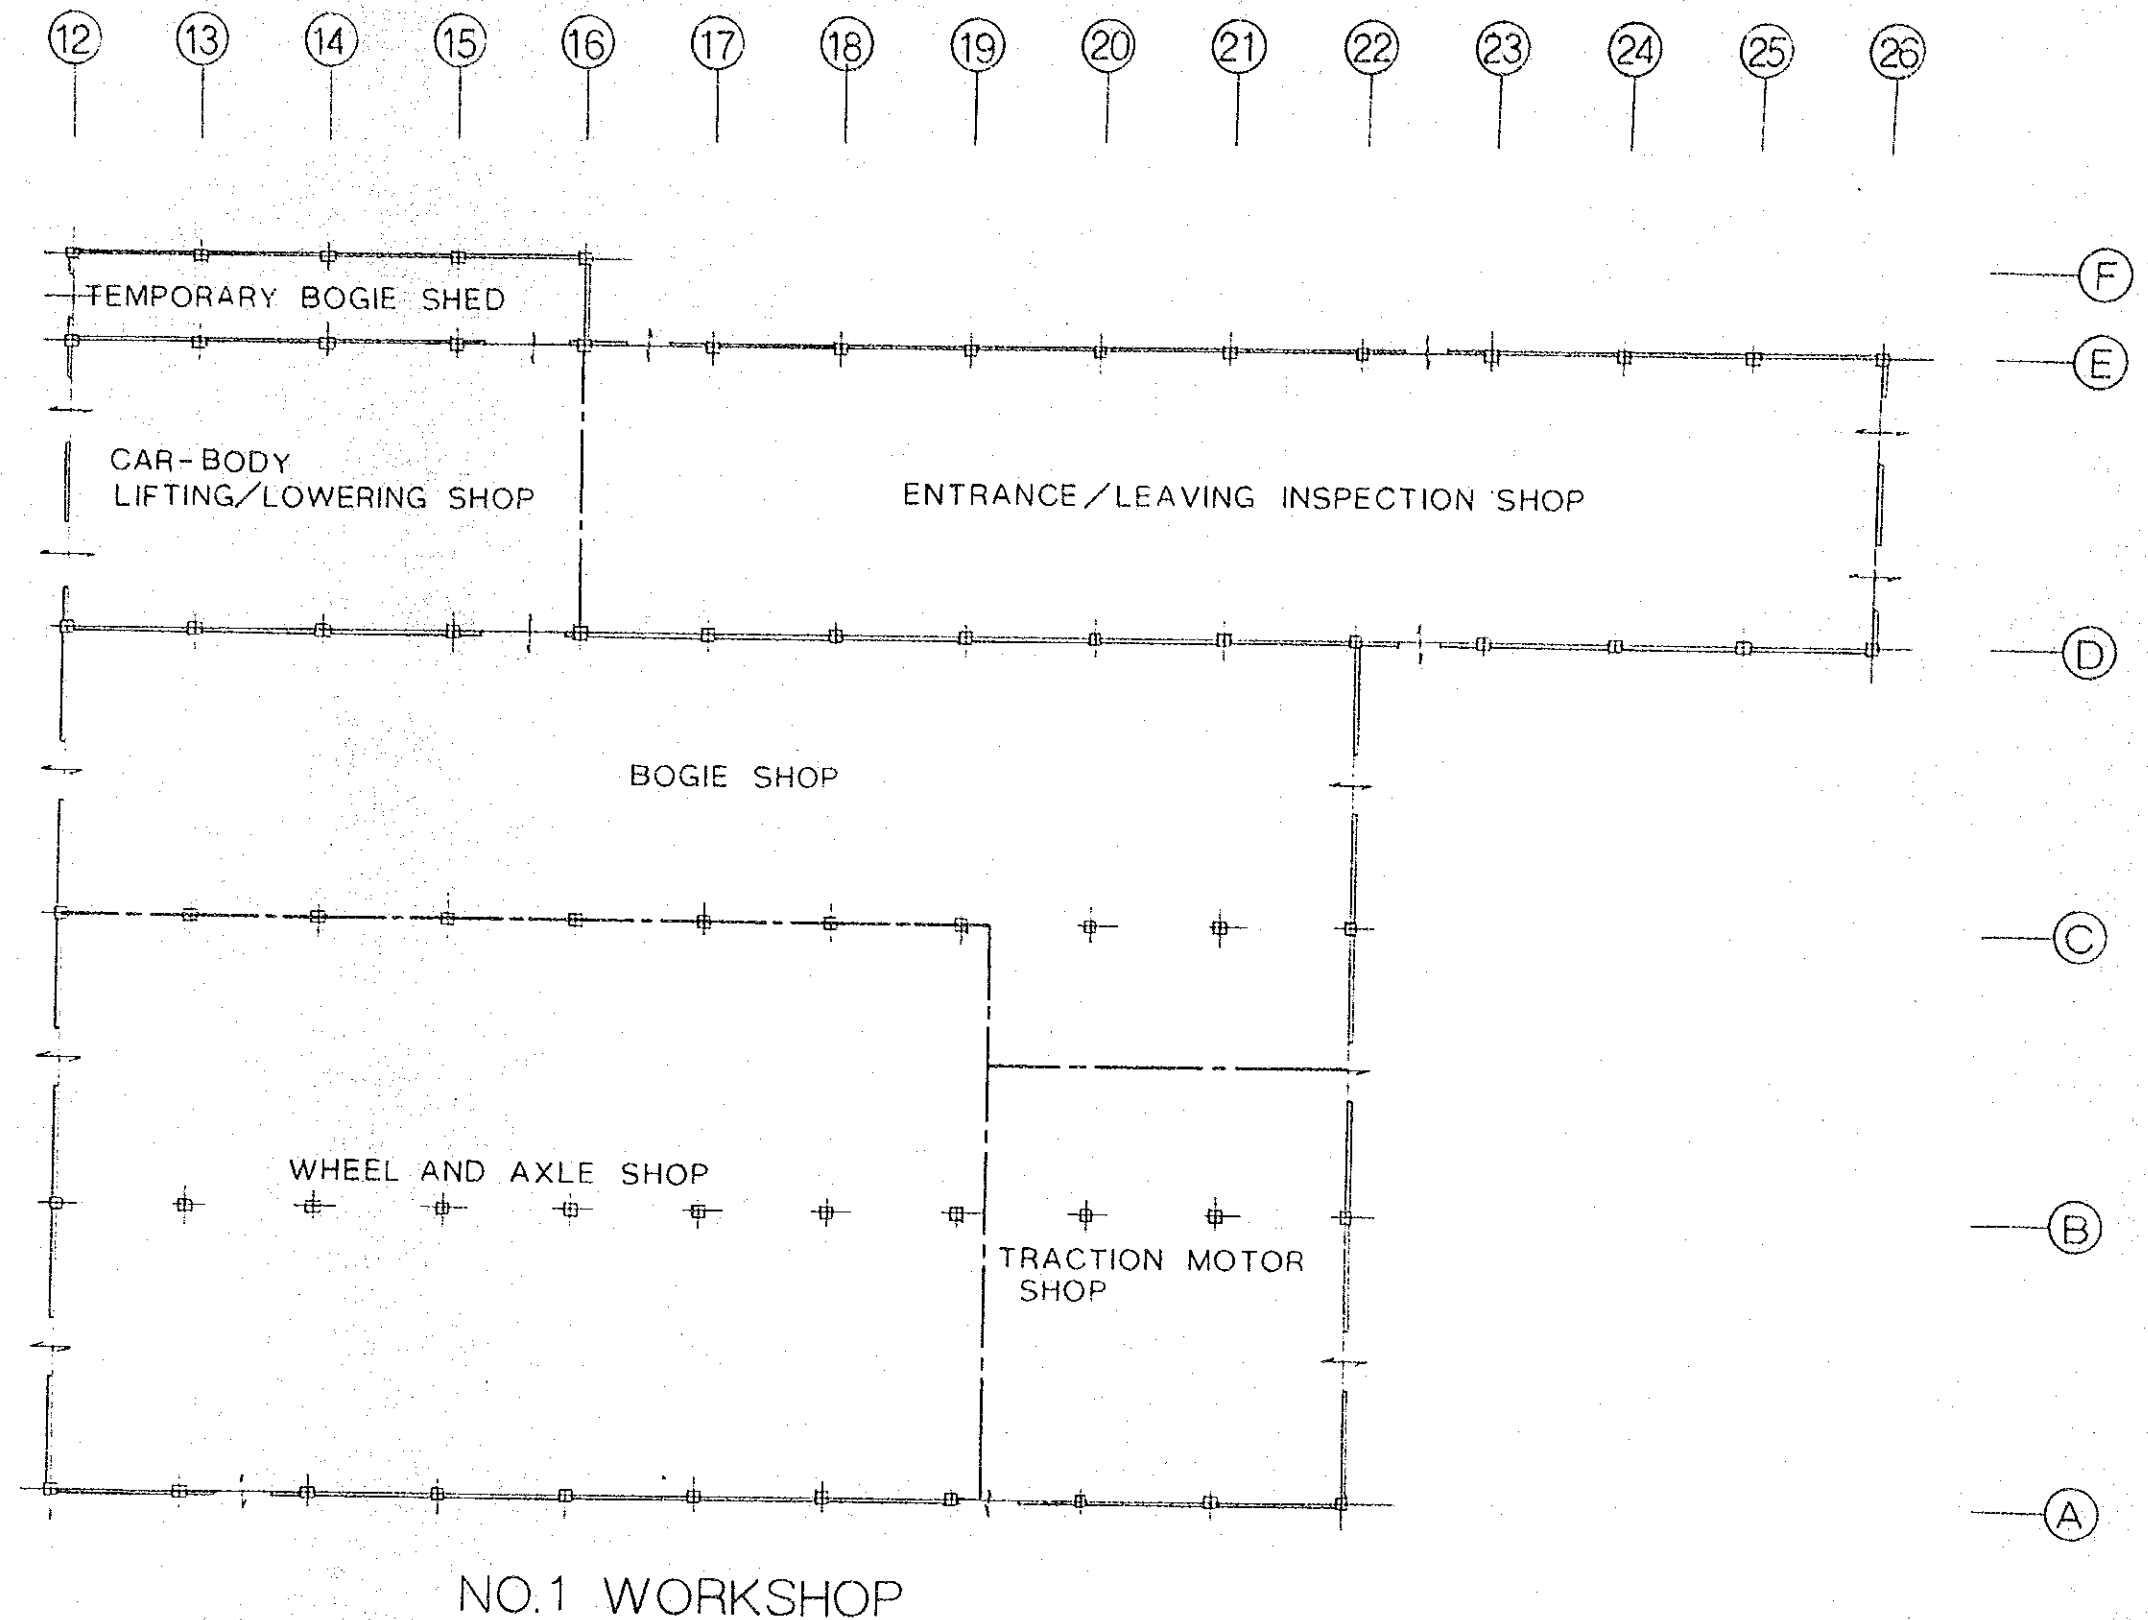 12 13 14 15 16 17 18 19 20 21 22 23 24 25 26
F
TEMPORARY BOGIE SHED
E
CAR-BODY
LIFTING/LOWERING SHOP
ENTRANCE/LEAVING INSPECTION SHOP
D
BOGIE SHOP
C
WHEEL AND AXLE SHOP
B
TRACTION MOTOR
SHOP
A
NO.1 WORKSHOP